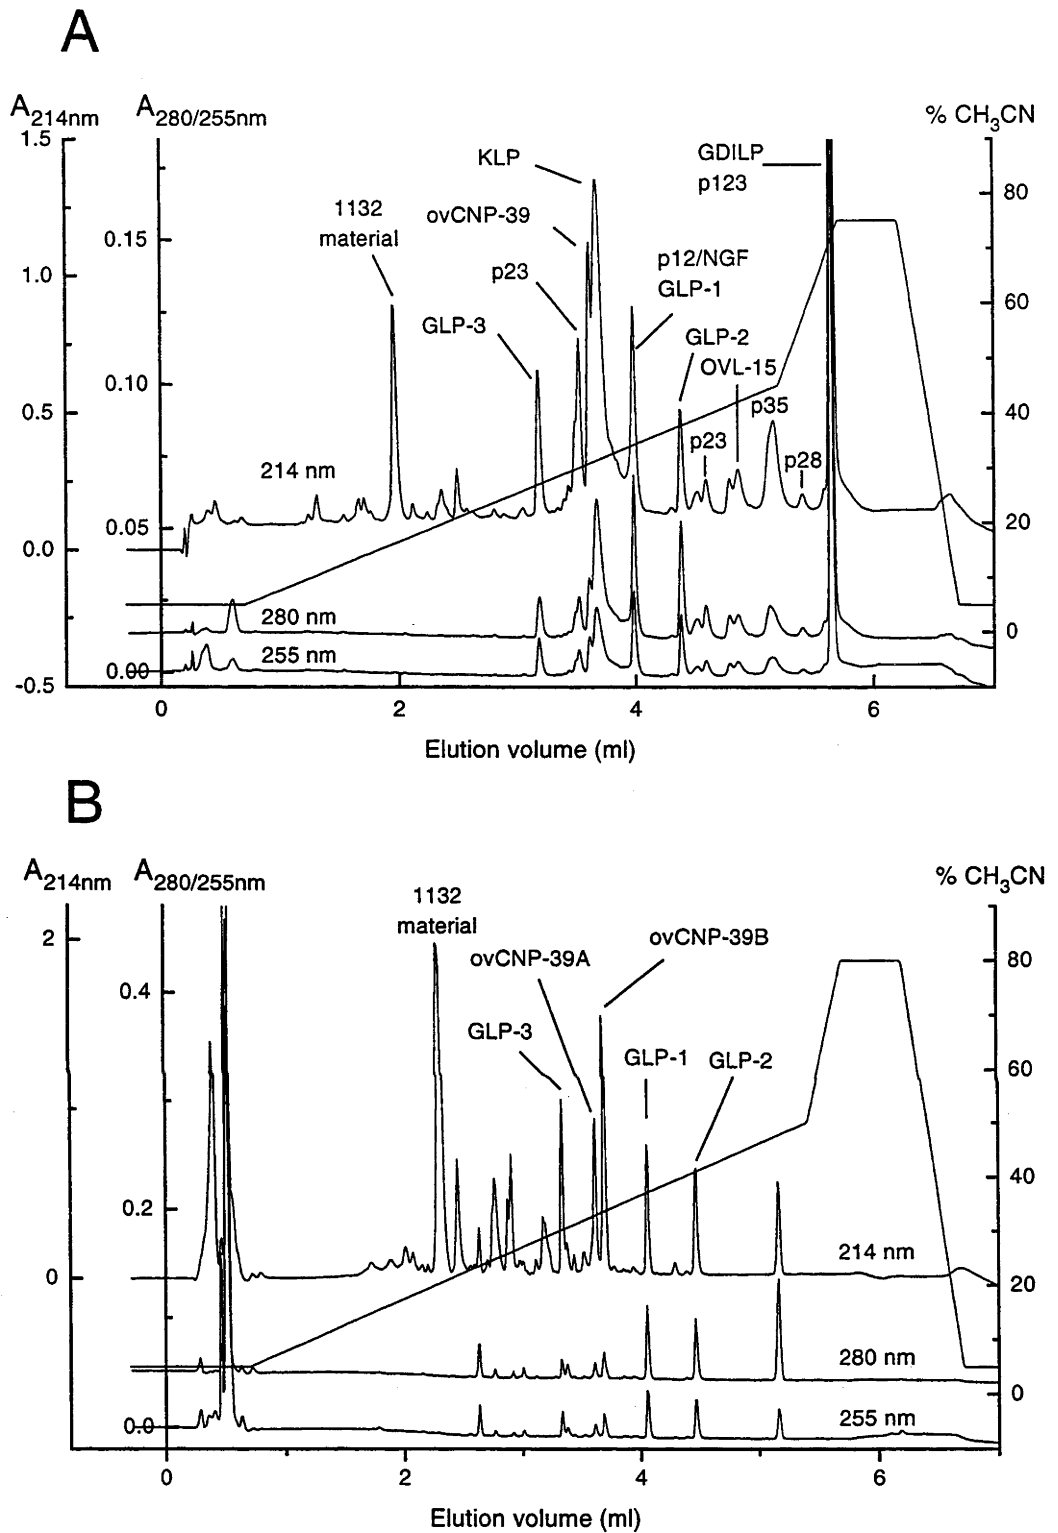 A
A214nm
A280/255nm
% CH3CN
1.5
1.0
0.5
0.0
-0.5
0.15
0.10
0.05
0.00
80
60
40
20
0
KLP
GDILP
p123
1132
material
ovCNP-39
p23
p12/NGF
GLP-1
GLP-3
GLP-2
OVL-15
p35
p23
p28
214 nm
280 nm
255 nm
0
2
4
6
Elution volume (ml)
B
A214nm
A280/255nm
% CH3CN
2
0
0.4
0.2
0.0
80
60
40
20
0
1132
material
ovCNP-39B
ovCNP-39A
GLP-3
GLP-1
GLP-2
214 nm
280 nm
255 nm
0
2
4
6
Elution volume (ml)